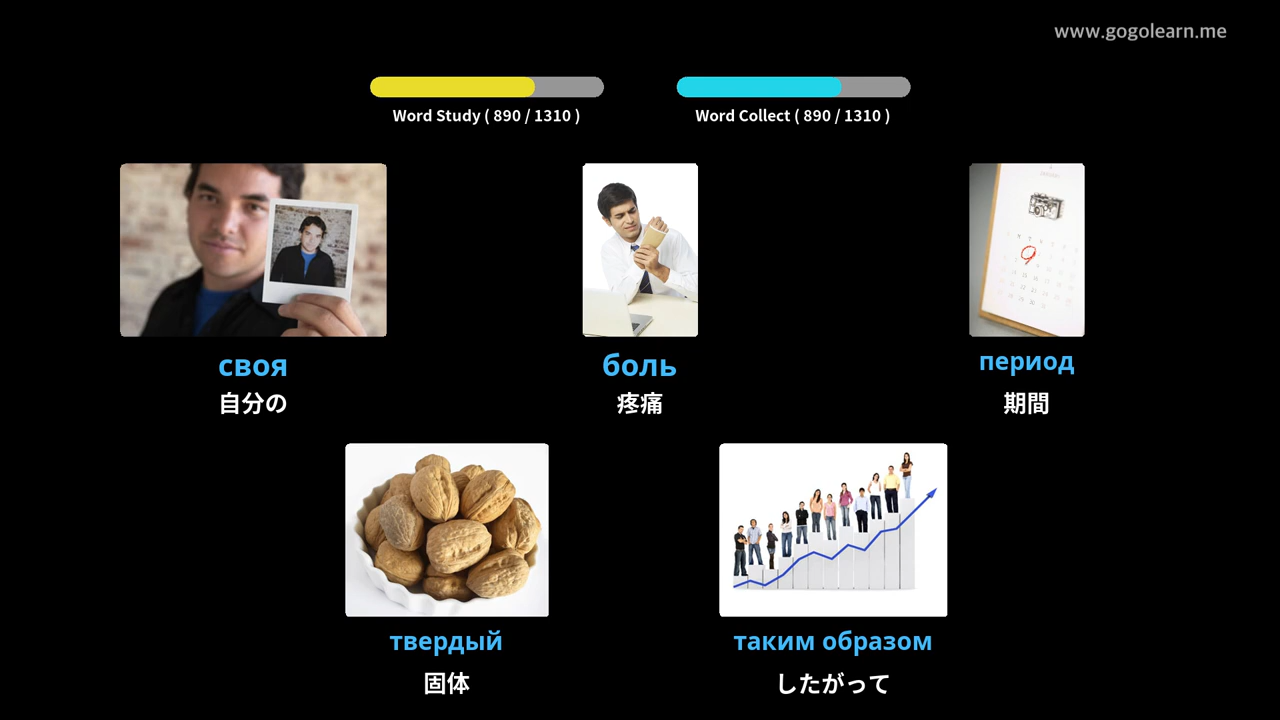 www.gogolearn.me
Word Study ( 890 / 1310 )
Word Collect ( 890 / 1310 )
своя
自分の
боль
疼痛
период
期間
твердый
固体
таким образом
したがって